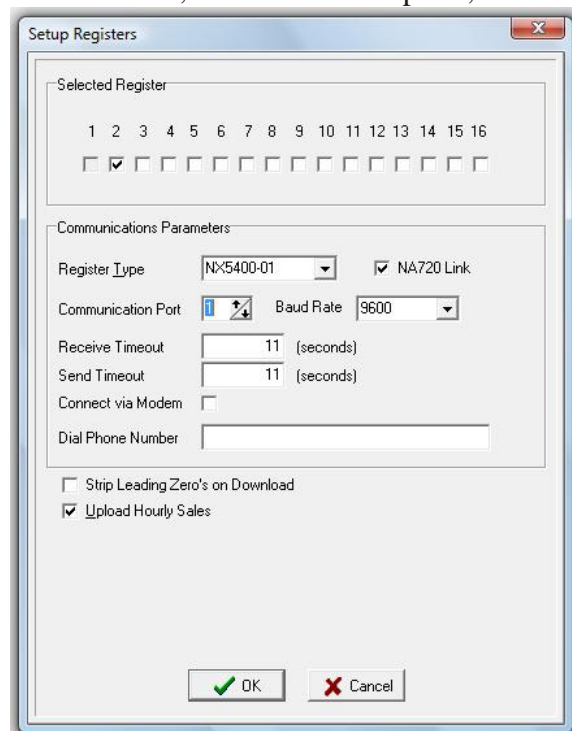 Setup Registers
Selected Register
1 2 3 4 5 6 7 8 9 10 11 12 13 14 15 16
Communications Parameters
Register Type NX5400-01 NA720 Link
Communication Port 1 Baud Rate 9600
Receive Timeout 11 (seconds)
Send Timeout 11 (seconds)
Connect via Modem
Dial Phone Number
Strip Leading Zero's on Download
Upload Hourly Sales
OK Cancel